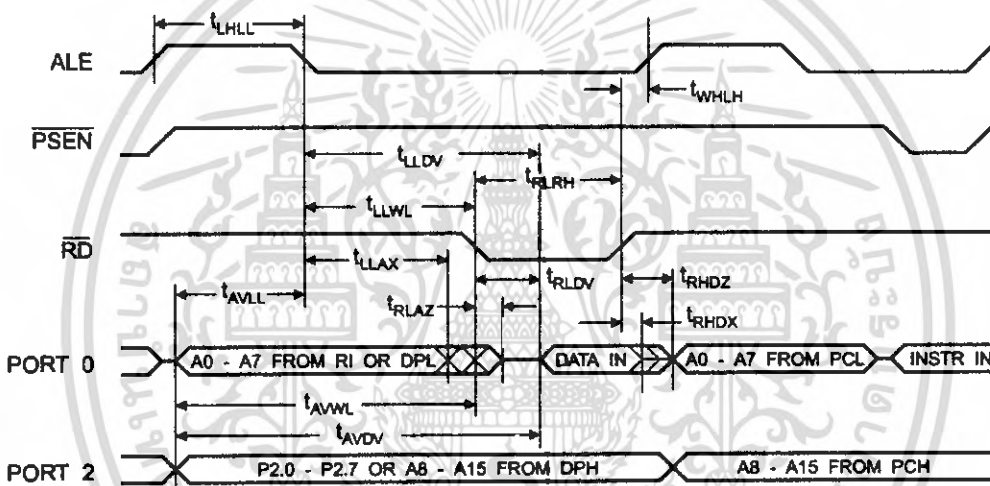 tLHLL
ALE
tWHLH
PSEN
tLLDV
tRLRH
tLLWL
RD
tLLAX
tRLDV
tRHDZ
tAVLL
tRLAZ
tRHDX
PORT 0
A0 - A7 FROM RI OR DPL
DATA IN
A0 - A7 FROM PCL
INSTR IN
tAVWL
tAVDV
PORT 2
P2.0 - P2.7 OR A8 - A15 FROM DPH
A8 - A15 FROM PCH